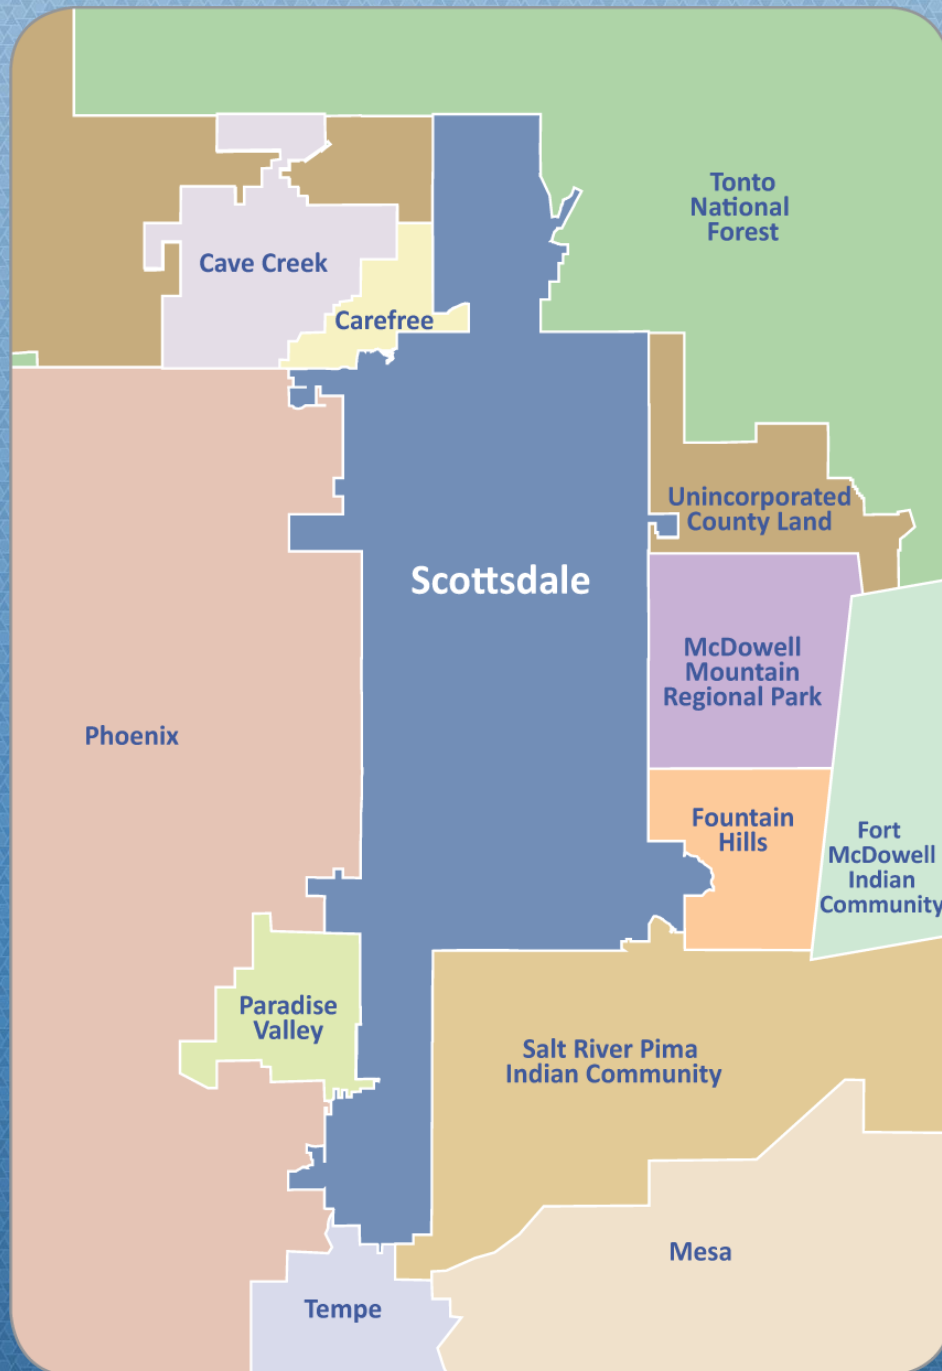 Tonto
National
Forest
Cave Creek
Carefree
Unincorporated
County Land
Scottsdale
McDowell
Mountain
Regional Park
Phoenix
Fountain
Hills
Fort
McDowell
Indian
Community
Paradise
Valley
Salt River Pima
Indian Community
Mesa
Tempe